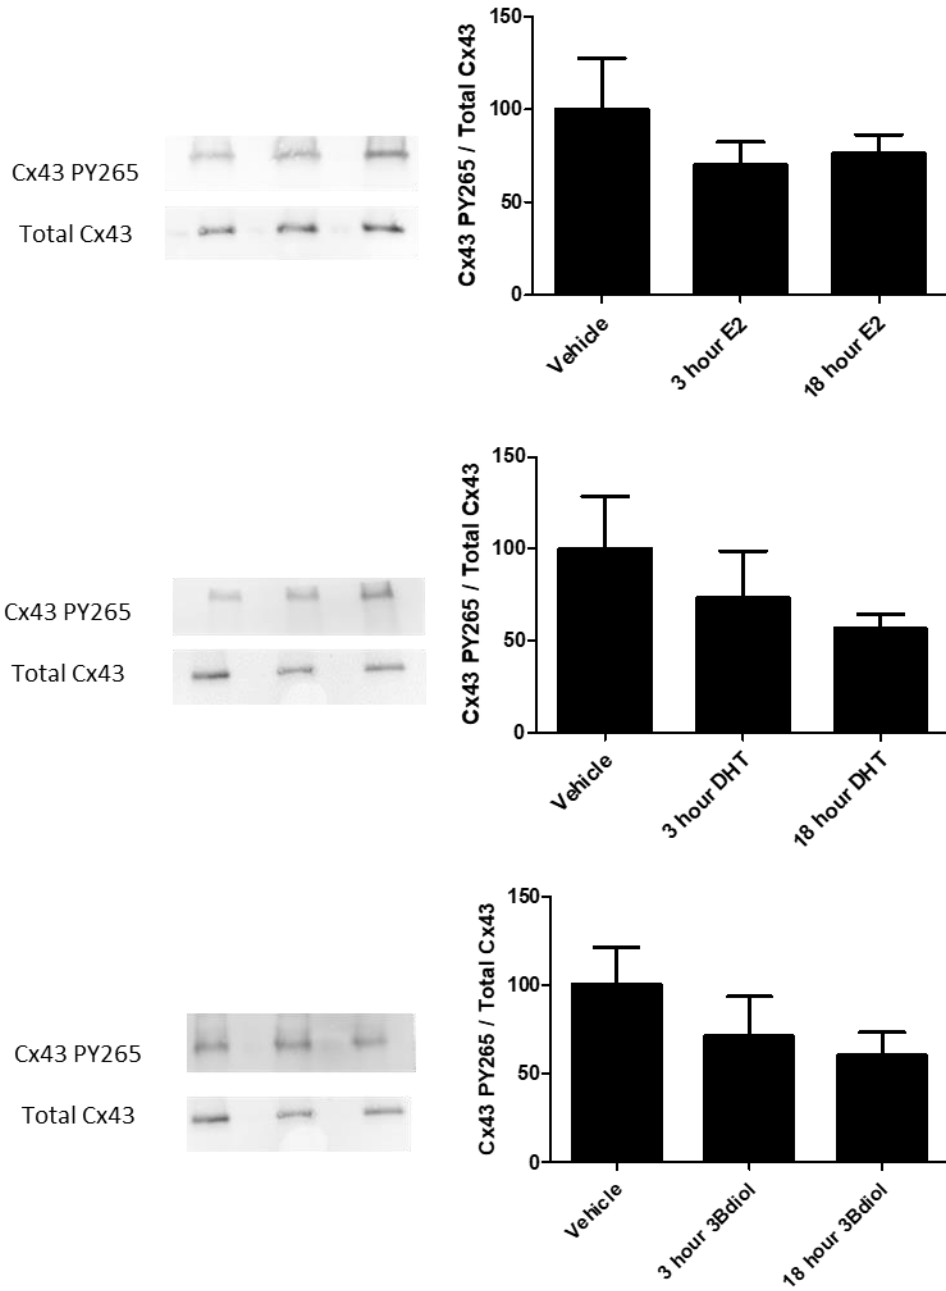 Cx43 PY265
Total Cx43
Cx43 PY265 / Total Cx43
150
100
50
0
Vehicle
3 hour E2
18 hour E2
Cx43 PY265
Total Cx43
Cx43 PY265 / Total Cx43
150
100
50
0
Vehicle
3 hour DHT
18 hour DHT
Cx43 PY265
Total Cx43
Cx43 PY265 / Total Cx43
150
100
50
0
Vehicle
3 hour 3Bdiol
18 hour 3Bdiol